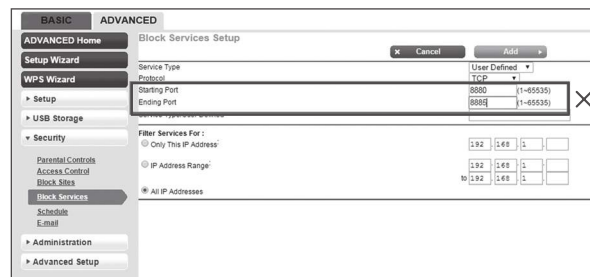 BASIC ADVANCED
ADVANCED Home
Setup Wizard
WPS Wizard
▸ Setup
▸ USB Storage
▾ Security
Parental Controls
Access Control
Block Sites
Block Services
Schedule
E-mail
▸ Administration
▸ Advanced Setup
Block Services Setup
x Cancel Add ▸
Service Type User Defined ▼
Protocol TCP ▼
Starting Port 8880 (1~65535)
Ending Port 8885 (1~65535)
Filter Services For :
Only This IP Address: 192 . 168 . 1 .
IP Address Range: 192 . 168 . 1 .
to 192 . 168 . 1 .
All IP Addresses